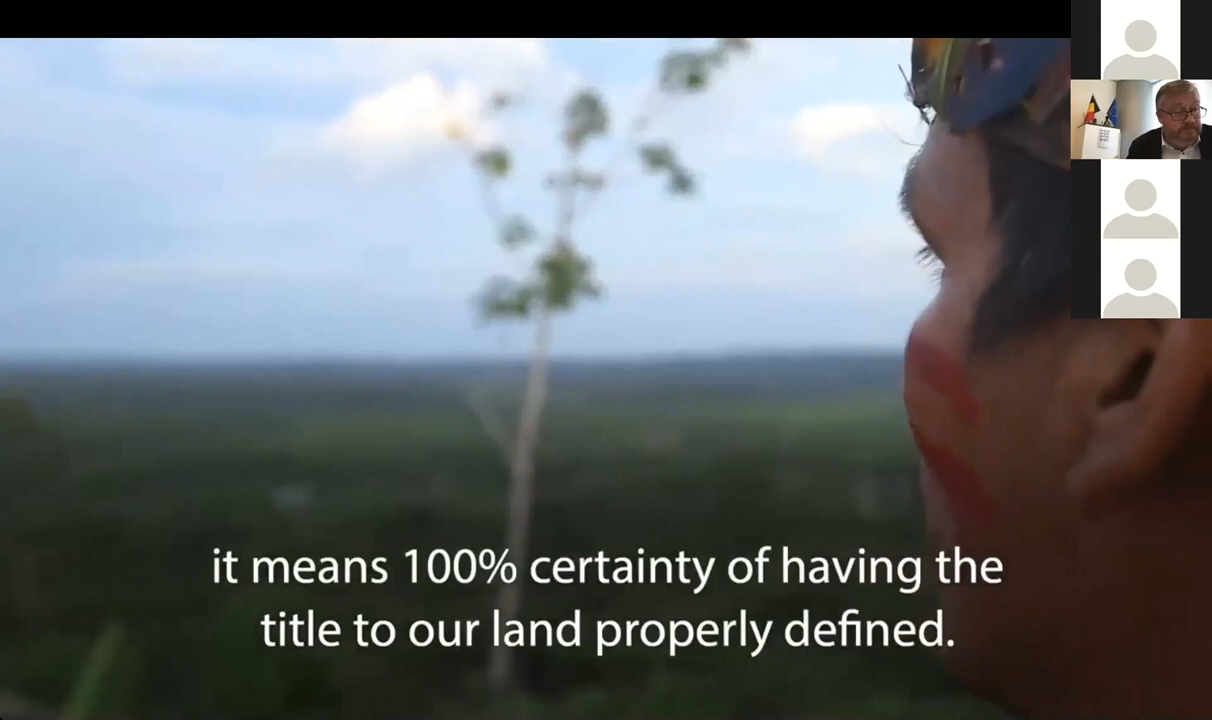 it means 100% certainty of having the
title to our land properly defined.